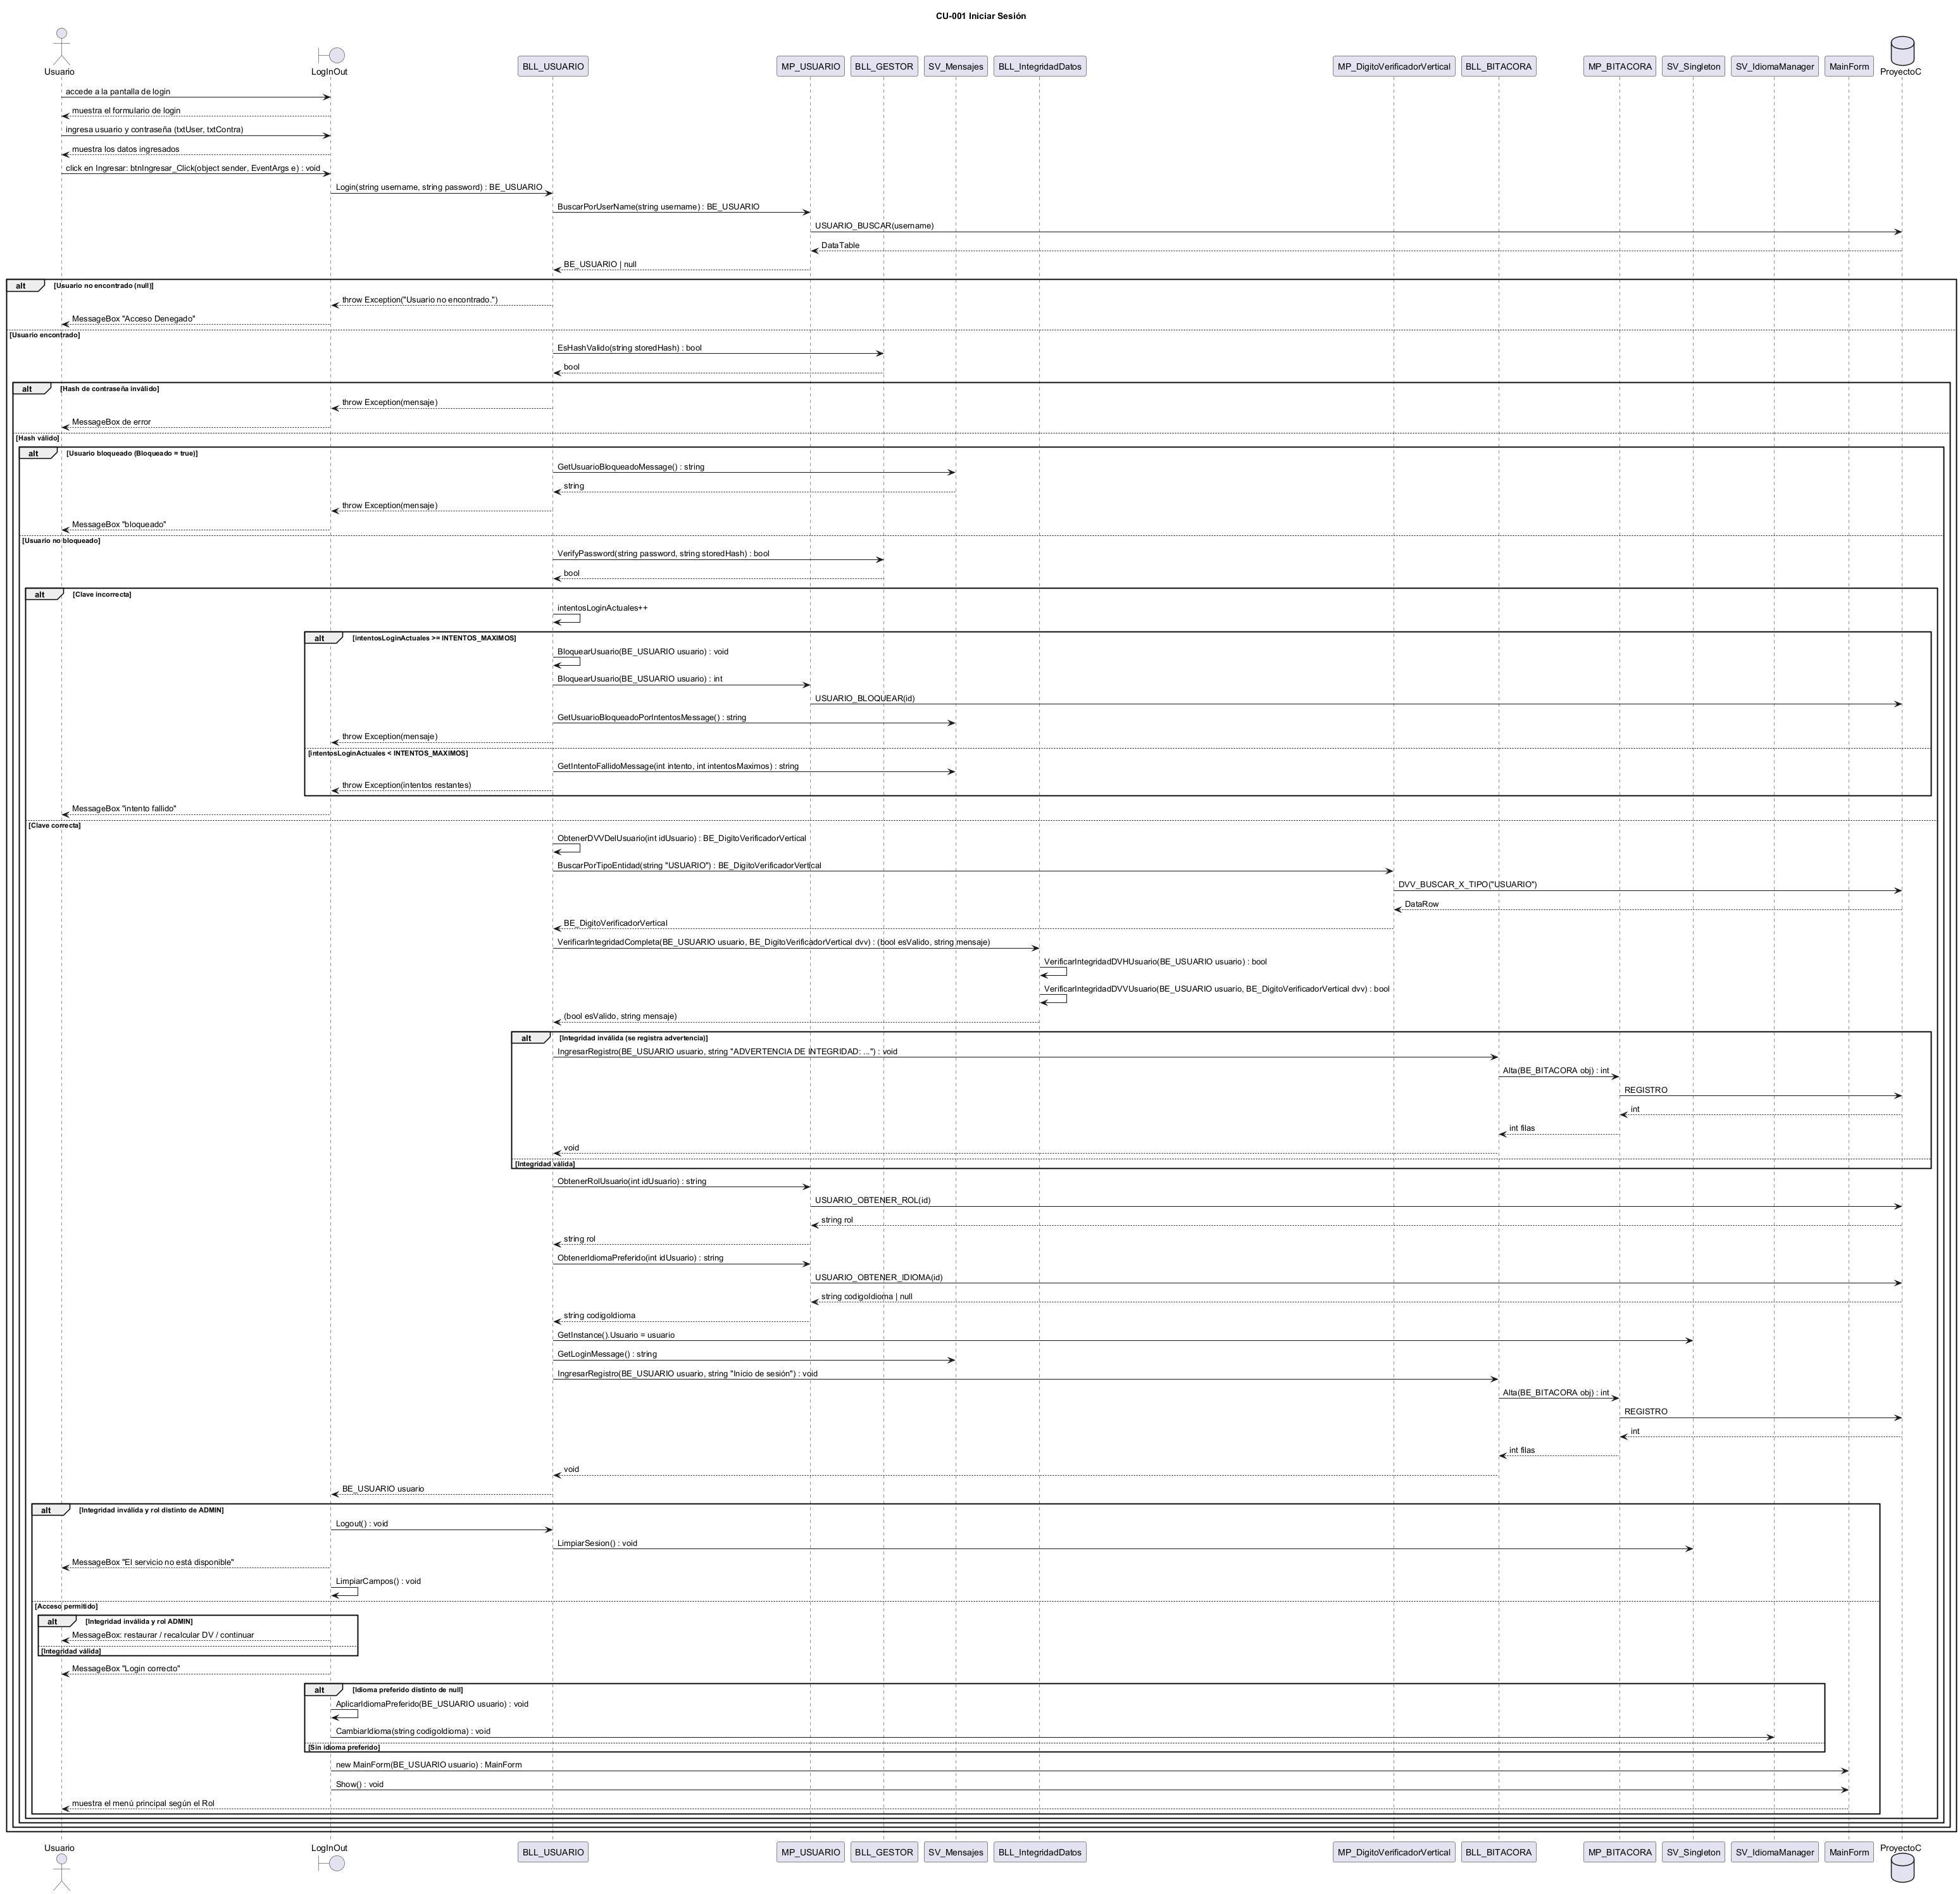 CU-001 Iniciar Sesión
Usuario
LogInOut
BLL_USUARIO
MP_USUARIO
BLL_GESTOR
SV_Mensajes
BLL_IntegridadDatos
MP_DigitoVerificadorVertical
BLL_BITACORA
MP_BITACORA
SV_Singleton
SV_IdiomaManager
MainForm
ProyectoC
accede a la pantalla de login
muestra el formulario de login
ingresa usuario y contraseña (txtUser, txtContra)
muestra los datos ingresados
click en Ingresar: btnIngresar_Click(object sender, EventArgs e) : void
Login(string username, string password) : BE_USUARIO
BuscarPorUserName(string username) : BE_USUARIO
USUARIO_BUSCAR(username)
DataTable
BE_USUARIO | null
alt [Usuario no encontrado (null)]
throw Exception("Usuario no encontrado.")
MessageBox "Acceso Denegado"
[Usuario encontrado]
EsHashValido(string storedHash) : bool
bool
alt [Hash de contraseña inválido]
throw Exception(mensaje)
MessageBox de error
[Hash válido]
alt [Usuario bloqueado (Bloqueado = true)]
GetUsuarioBloqueadoMessage() : string
string
throw Exception(mensaje)
MessageBox "bloqueado"
[Usuario no bloqueado]
VerifyPassword(string password, string storedHash) : bool
bool
alt [Clave incorrecta]
intentosLoginActuales++
alt [intentosLoginActuales >= INTENTOS_MAXIMOS]
BloquearUsuario(BE_USUARIO usuario) : void
BloquearUsuario(BE_USUARIO usuario) : int
USUARIO_BLOQUEAR(id)
GetUsuarioBloqueadoPorIntentosMessage() : string
throw Exception(mensaje)
[intentosLoginActuales < INTENTOS_MAXIMOS]
GetIntentoFallidoMessage(int intento, int intentosMaximos) : string
throw Exception(intentos restantes)
MessageBox "intento fallido"
[Clave correcta]
ObtenerDVVDelUsuario(int idUsuario) : BE_DigitoVerificadorVertical
BuscarPorTipoEntidad(string "USUARIO") : BE_DigitoVerificadorVertical
DVV_BUSCAR_X_TIPO("USUARIO")
DataRow
BE_DigitoVerificadorVertical
VerificarIntegridadCompleta(BE_USUARIO usuario, BE_DigitoVerificadorVertical dvv) : (bool esValido, string mensaje)
VerificarIntegridadDVHUsuario(BE_USUARIO usuario) : bool
VerificarIntegridadDVVUsuario(BE_USUARIO usuario, BE_DigitoVerificadorVertical dvv) : bool
(bool esValido, string mensaje)
alt [Integridad inválida (se registra advertencia)]
IngresarRegistro(BE_USUARIO usuario, string "ADVERTENCIA DE INTEGRIDAD: ...") : void
Alta(BE_BITACORA obj) : int
REGISTRO
int
int filas
void
[Integridad válida]
ObtenerRolUsuario(int idUsuario) : string
USUARIO_OBTENER_ROL(id)
string rol
string rol
ObtenerIdiomaPreferido(int idUsuario) : string
USUARIO_OBTENER_IDIOMA(id)
string codigoIdioma | null
string codigoIdioma
GetInstance().Usuario = usuario
GetLoginMessage() : string
IngresarRegistro(BE_USUARIO usuario, string "Inicio de sesión") : void
Alta(BE_BITACORA obj) : int
REGISTRO
int
int filas
void
BE_USUARIO usuario
alt [Integridad inválida y rol distinto de ADMIN]
Logout() : void
LimpiarSesion() : void
MessageBox "El servicio no está disponible"
LimpiarCampos() : void
[Acceso permitido]
alt [Integridad inválida y rol ADMIN]
MessageBox: restaurar / recalcular DV / continuar
[Integridad válida]
MessageBox "Login correcto"
alt [Idioma preferido distinto de null]
AplicarIdiomaPreferido(BE_USUARIO usuario) : void
CambiarIdioma(string codigoIdioma) : void
[Sin idioma preferido]
new MainForm(BE_USUARIO usuario) : MainForm
Show() : void
muestra el menú principal según el Rol
Usuario
LogInOut
BLL_USUARIO
MP_USUARIO
BLL_GESTOR
SV_Mensajes
BLL_IntegridadDatos
MP_DigitoVerificadorVertical
BLL_BITACORA
MP_BITACORA
SV_Singleton
SV_IdiomaManager
MainForm
ProyectoC